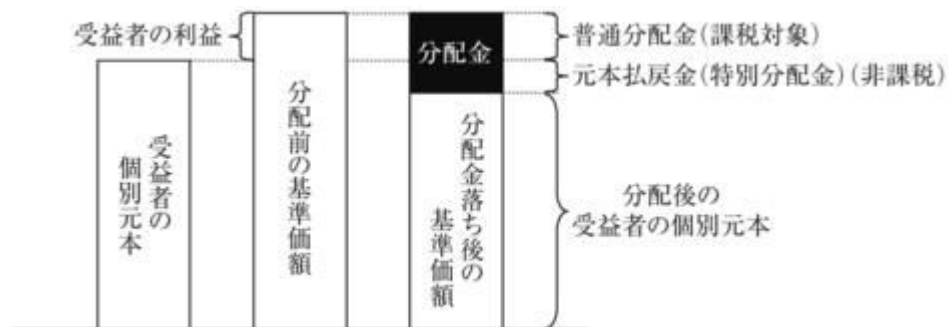 受益者の利益
分配金
普通分配金(課税対象)
元本払戻金(特別分配金)(非課税)
受益者の
個別元本
分配前の基準価額
分配金落ち後の
基準価額
分配後の
受益者の個別元本